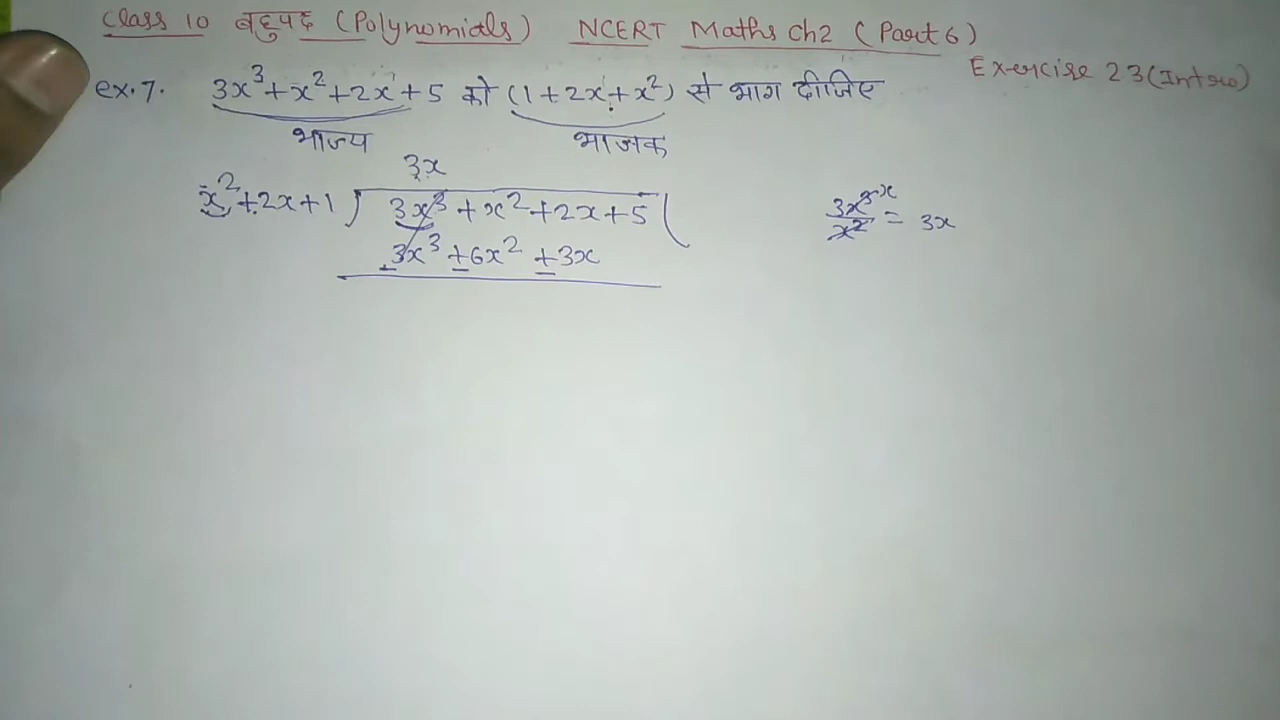 Class 10 बहुपद (Polynomials) NCERT Maths Ch2 (Part 6)
Exercise 2 3 (Intro)
ex.7. 3x³+x²+2x+5 को (1+2x+x²) से भाग दीजिए
भाज्य भाजक
3x
x²+2x+1 ) 3x³+x²+2x+5 (
3x³+6x²+3x
- - -
3x³/x² = 3x